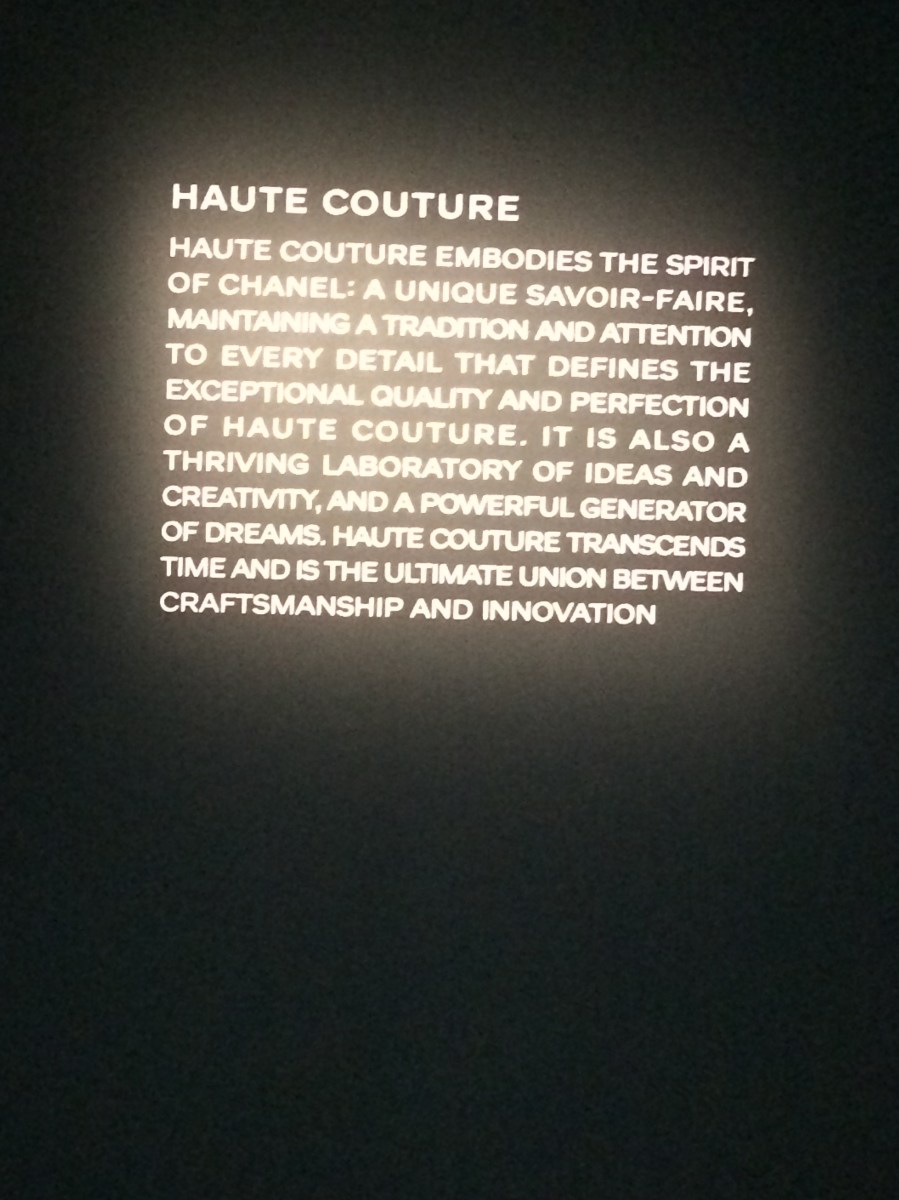 HAUTE COUTURE
HAUTE COUTURE EMBODIES THE SPIRIT
OF CHANEL: A UNIQUE SAVOIR-FAIRE,
MAINTAINING A TRADITION AND ATTENTION
TO EVERY DETAIL THAT DEFINES THE
EXCEPTIONAL QUALITY AND PERFECTION
OF HAUTE COUTURE. IT IS ALSO A
THRIVING LABORATORY OF IDEAS AND
CREATIVITY, AND A POWERFUL GENERATOR
OF DREAMS. HAUTE COUTURE TRANSCENDS
TIME AND IS THE ULTIMATE UNION BETWEEN
CRAFTSMANSHIP AND INNOVATION